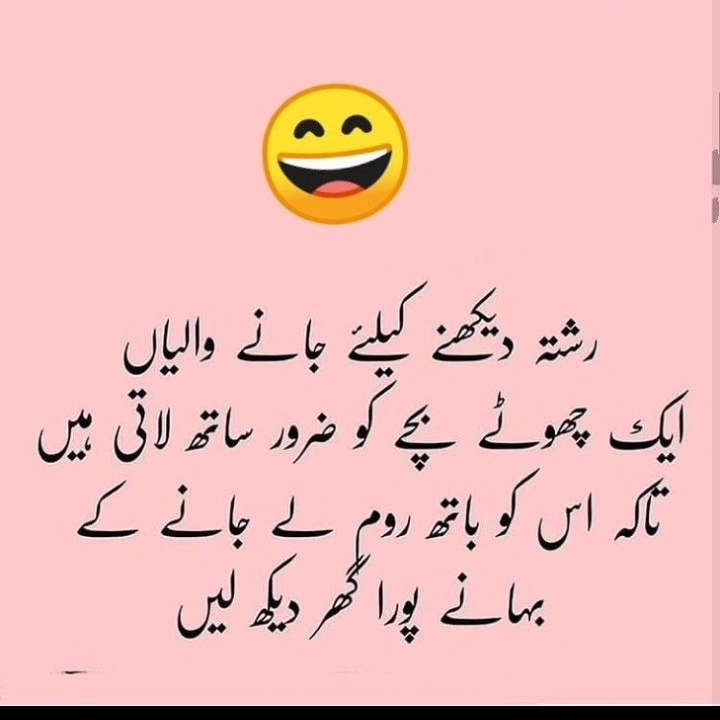 رشتہ دیکھنے کیلئے جانے والیاں
ایک چھوٹے بچے کو ضرور ساتھ لاتی ہیں
تاکہ اس کو باتھ روم لے جانے کے
بہانے پورا گھر دیکھ لیں